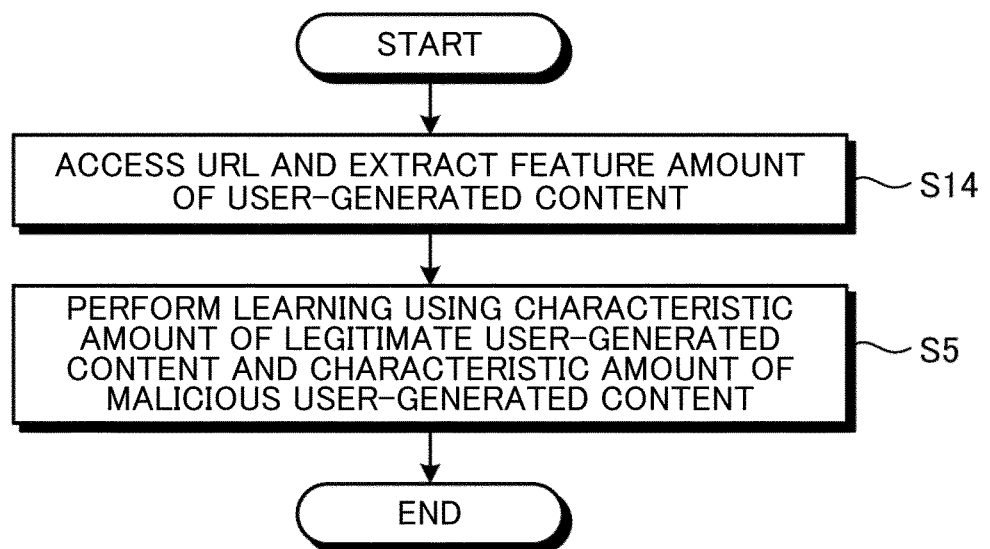 START
ACCESS URL AND EXTRACT FEATURE AMOUNT
OF USER-GENERATED CONTENT
S14
PERFORM LEARNING USING CHARACTERISTIC
AMOUNT OF LEGITIMATE USER-GENERATED
CONTENT AND CHARACTERISTIC AMOUNT OF
MALICIOUS USER-GENERATED CONTENT
S5
END